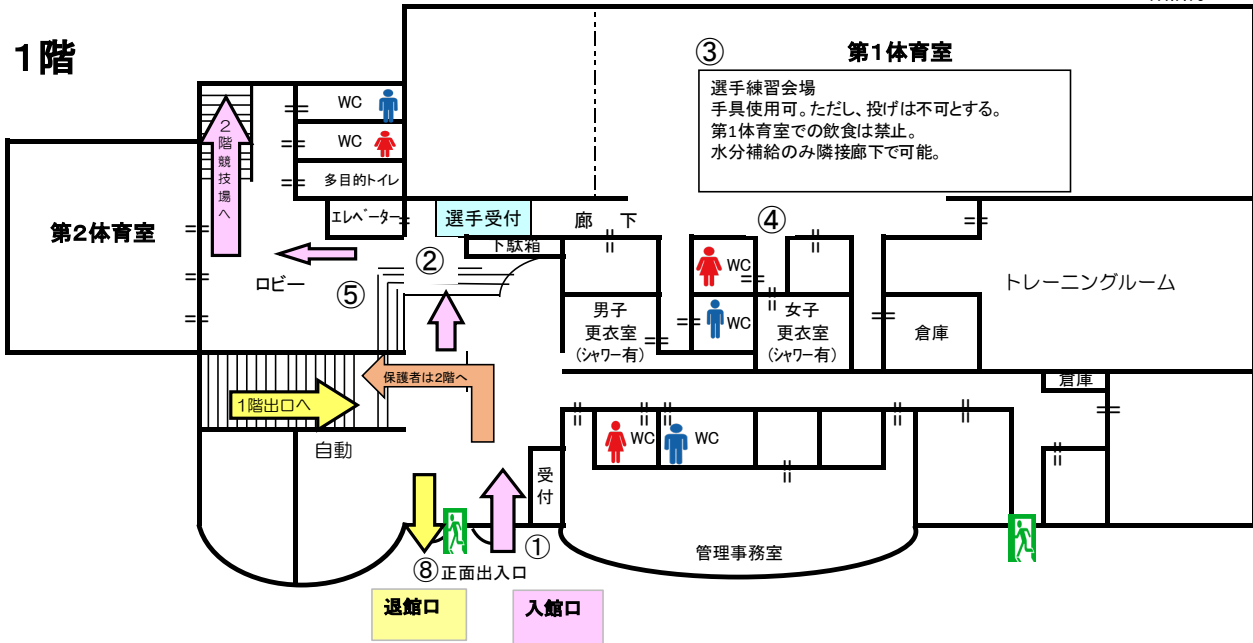 1階
③
第1体育室
選手練習会場
手具使用可。ただし、投げは不可とする。
第1体育室での飲食は禁止。
水分補給のみ隣接廊下で可能。
WC
WC
多目的トイレ
エレベーター
2階競技場へ
第2体育室
選手受付
廊 下
④
下駄箱
②
ロビー
⑤
WC
WC
男子
更衣室
(シャワー有)
女子
更衣室
(シャワー有)
倉庫
トレーニングルーム
保護者は2階へ
1階出口へ
倉庫
自動
WC
WC
受付
①
管理事務室
⑧正面出入口
退館口
入館口